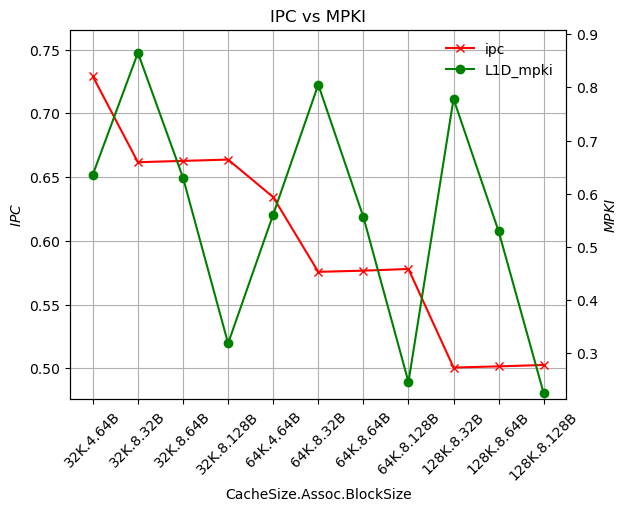 IPC vs MPKI
ipc
L1D_mpki
0.75
0.70
0.65
0.60
0.55
0.50
IPC
0.9
0.8
0.7
0.6
0.5
0.4
0.3
MPKI
32K.4.64B
32K.8.32B
32K.8.64B
32K.8.128B
64K.4.64B
64K.8.32B
64K.8.64B
64K.8.128B
128K.8.32B
128K.8.64B
128K.8.128B
CacheSize.Assoc.BlockSize